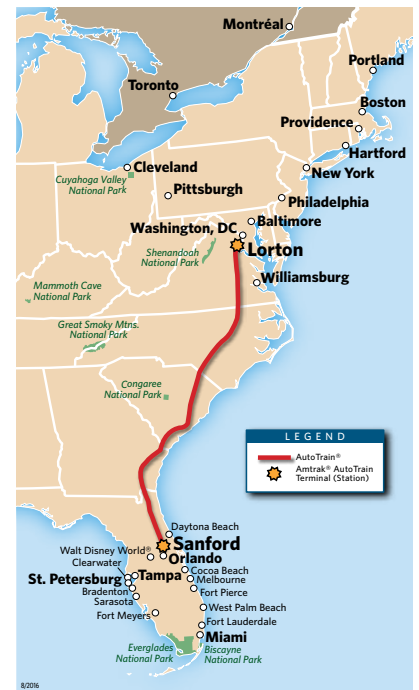 Montréal
Portland
Toronto
Boston
Providence
Hartford
Cleveland
Cuyahoga Valley
National Park
New York
Pittsburgh
Philadelphia
Baltimore
Washington, DC
Lorton
Shenandoah
National Park
Williamsburg
Mammoth Cave
National Park
Great Smoky Mtns.
National Park
Congaree
National Park
LEGEND
AutoTrain®
Amtrak® AutoTrain
Terminal (Station)
Daytona Beach
Sanford
Walt Disney World®
Orlando
Clearwater
Cocoa Beach
St. Petersburg
Tampa
Melbourne
Bradenton
Fort Pierce
Sarasota
West Palm Beach
Fort Meyers
Fort Lauderdale
Miami
Everglades
National Park
Biscayne
National Park
8/2016